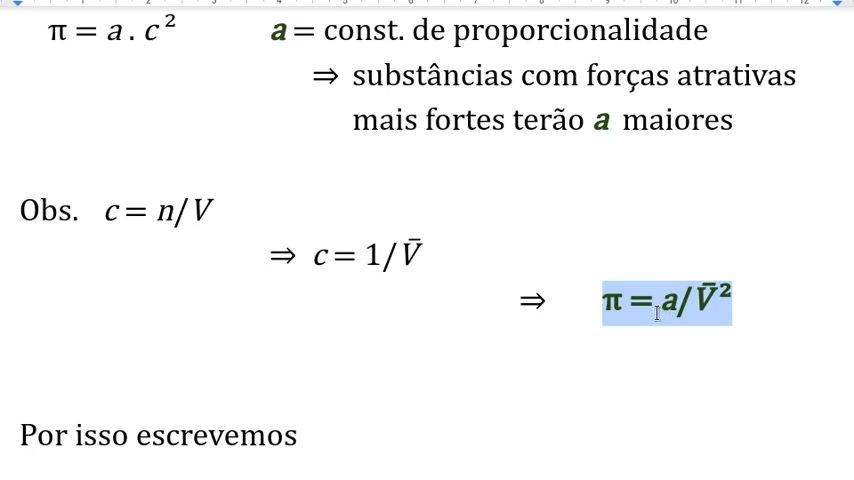 π = a . c² a = const. de proporcionalidade
⇒ substâncias com forças atrativas
mais fortes terão a maiores
Obs. c = n/V
⇒ c = 1/V̄
⇒ π = a/V̄²
Por isso escrevemos